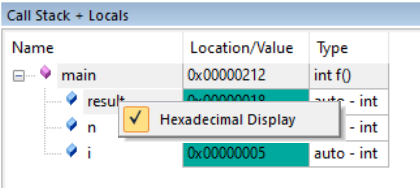 Call Stack + Locals
Name Location/Value Type
main 0x00000212 int f()
result 0x00000018 auto - int
Hexadecimal Display
n - int
i 0x00000005 auto - int